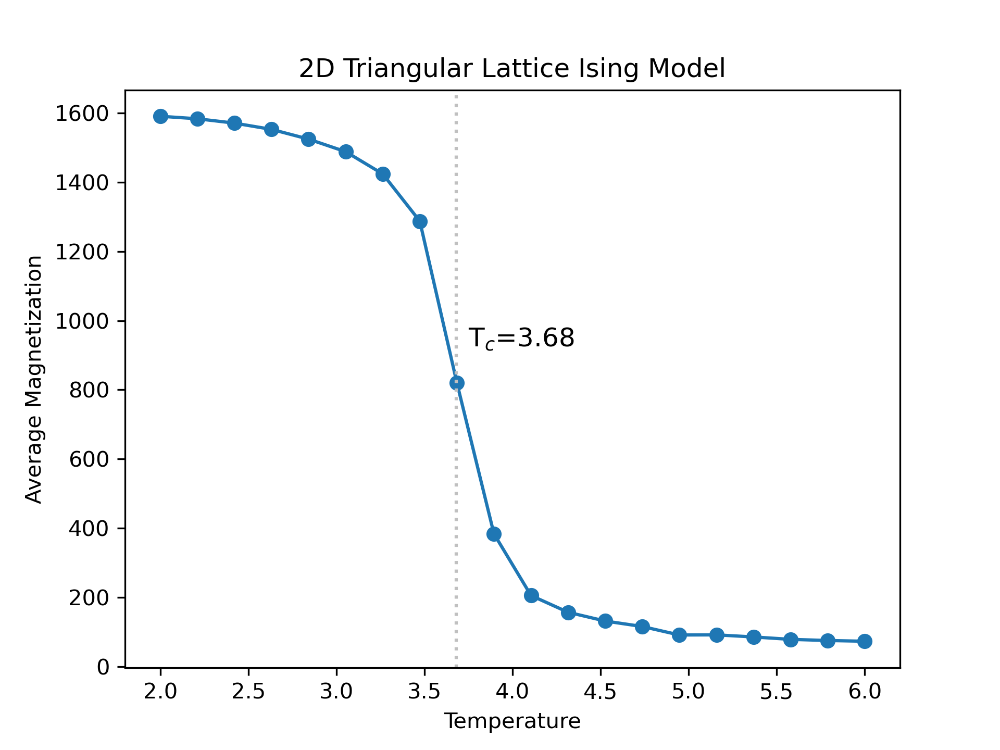 2D Triangular Lattice Ising Model
1600
1400
1200
1000
800
600
400
200
0
Average Magnetization
T_c=3.68
2.0 2.5 3.0 3.5 4.0 4.5 5.0 5.5 6.0
Temperature